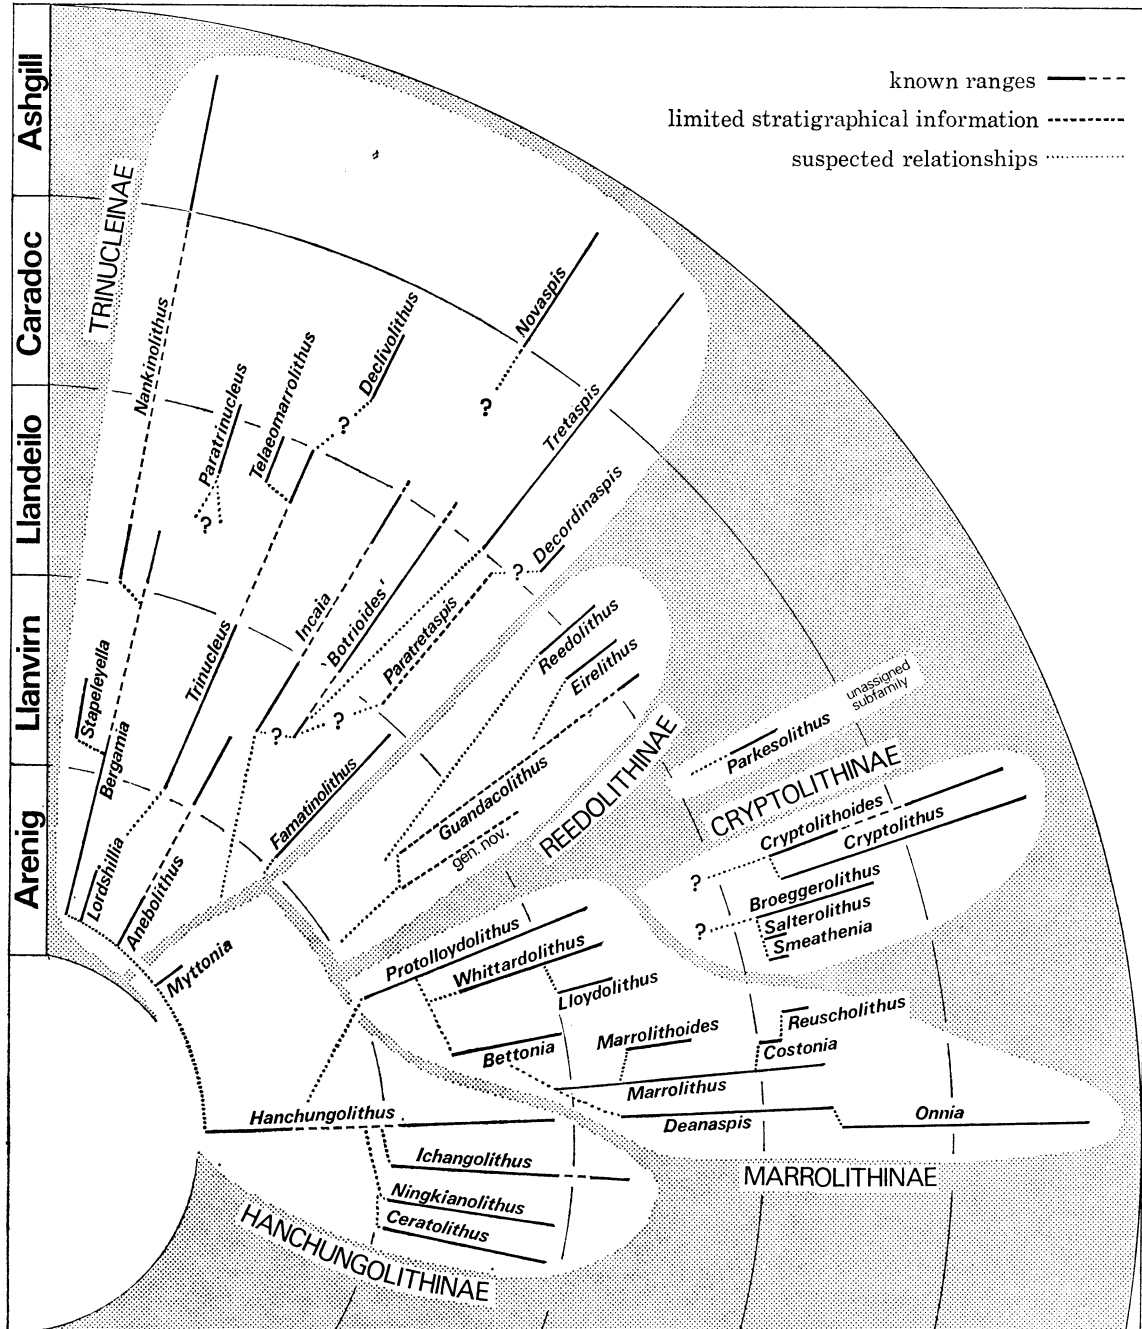 known ranges
limited stratigraphical information
suspected relationships
Ashgill
Caradoc
Llandeilo
Llanvirn
Arenig
TRINUCLEINAE
Nankinolithus
Paratrinucleus
?
Telaeomarrolithus
Declivolithus
?
Novaspis
?
Tretaspis
Decordinaspis
?
Stapeleyella
Bergamia
Trinucleus
Incaia
'Botrioides'
Paratretaspis
?
?
Lordshillia
Anebolithus
Famatinolithus
Myttonia
Reedolithus
Eirelithus
Guandacolithus
gen. nov.
REEDOLITHINAE
unassigned
subfamily
Parkesolithus
CRYPTOLITHINAE
Cryptolithoides
Cryptolithus
?
Broeggerolithus
?
Salterolithus
Smeathenia
Protolloydolithus
Whittardolithus
Lloydolithus
Bettonia
Marrolithoides
Reuscholithus
Costonia
Marrolithus
Deanaspis
Onnia
MARROLITHINAE
Hanchungolithus
Ichangolithus
Ningkianolithus
Ceratolithus
HANCHUNGOLITHINAE